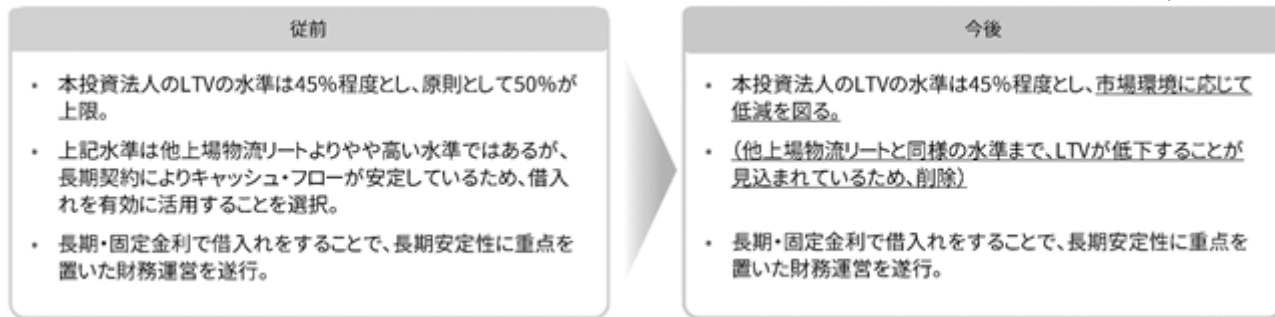 従前
・ 本投資法人のLTVの水準は45%程度とし、原則として50%が
上限。
・ 上記水準は他上場物流リートよりやや高い水準ではあるが、
長期契約によりキャッシュ・フローが安定しているため、借入
れを有効に活用することを選択。
・ 長期・固定金利で借入れをすることで、長期安定性に重点を
置いた財務運営を遂行。
今後
・ 本投資法人のLTVの水準は45%程度とし、市場環境に応じて
低減を図る。
・ (他上場物流リートと同様の水準まで、LTVが低下することが
見込まれているため、削除)
・ 長期・固定金利で借入れをすることで、長期安定性に重点を
置いた財務運営を遂行。